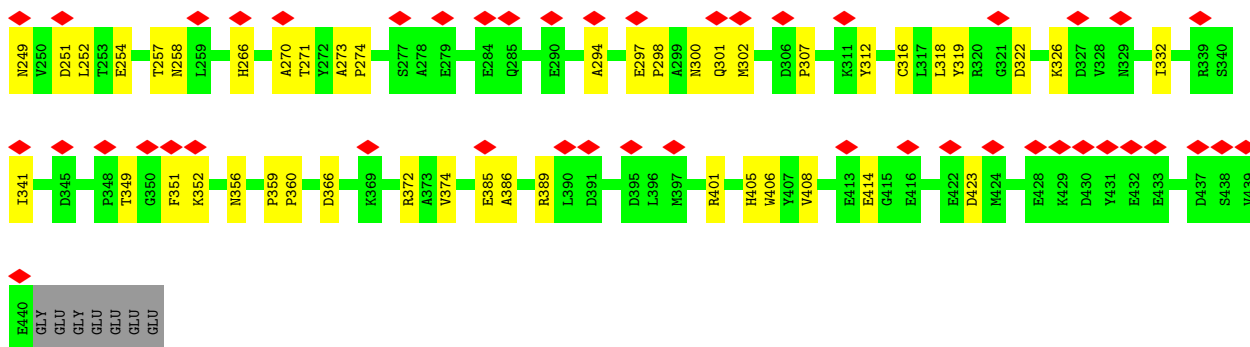 N249 V250 D251 L252 T253 E254 T257 N258 L259 H266 A270 T271 Y272 A273 P274 S277 A278 E279 E284 Q285 E290 A294 E297 P298 A299 N300 Q301 M302 D306 P307 K311 Y312 C316 L317 L318 Y319 R320 G321 D322 K326 D327 V328 N329 I332 R339 S340
I341 D345 P348 T349 G350 F351 K352 N356 P359 P360 D366 K369 R372 A373 V374 E385 A386 R389 L390 D391 D395 L396 M397 R401 H405 W406 Y407 V408 E413 E414 G415 E416 E422 D423 M424 E428 K429 D430 Y431 E432 E433 D437 S438 V439
E440 GLY GLU GLY GLU GLU GLU GLU